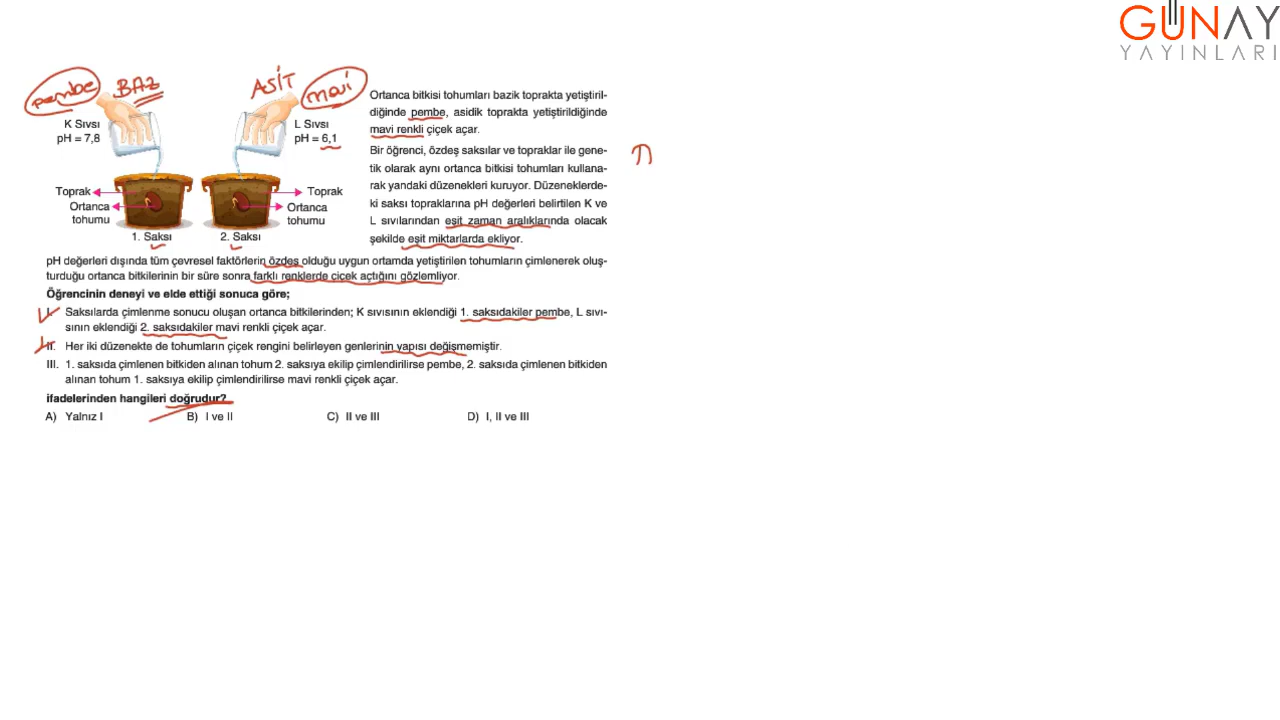 GÜNAY
YAYINLARI
pembe BAZ
ASİT mavi
K Sıvsı
pH = 7,8
L Sıvsı
pH = 6,1
Toprak
Ortanca
tohumu
1. Saksı
Toprak
Ortanca
tohumu
2. Saksı
Ortanca bitkisi tohumları bazik toprakta yetiştiril-
diğinde pembe, asidik toprakta yetiştirildiğinde
mavi renkli çiçek açar.
Bir öğrenci, özdeş saksılar ve topraklar ile gene-
tik olarak aynı ortanca bitkisi tohumları kullana-
rak yandaki düzenekleri kuruyor. Düzeneklerde-
ki saksı topraklarına pH değerleri belirtilen K ve
L sıvılarından eşit zaman aralıklarında olacak
şekilde eşit miktarlarda ekliyor.
pH değerleri dışında tüm çevresel faktörlerin özdeş olduğu uygun ortamda yetiştirilen tohumların çimlenerek oluş-
turduğu ortanca bitkilerinin bir süre sonra farklı renklerde çiçek açtığını gözlemliyor.
Öğrencinin deneyi ve elde ettiği sonuca göre;
I. Saksılarda çimlenme sonucu oluşan ortanca bitkilerinden; K sıvısının eklendiği 1. saksıdakiler pembe, L sıvı-
sının eklendiği 2. saksıdakiler mavi renkli çiçek açar.
II. Her iki düzenekte de tohumların çiçek rengini belirleyen genlerinin yapısı değişmemiştir.
III. 1. saksıda çimlenen bitkiden alınan tohum 2. saksıya ekilip çimlendirilirse pembe, 2. saksıda çimlenen bitkiden
alınan tohum 1. saksıya ekilip çimlendirilirse mavi renkli çiçek açar.
ifadelerinden hangileri doğrudur?
A) Yalnız I B) I ve II C) II ve III D) I, II ve III